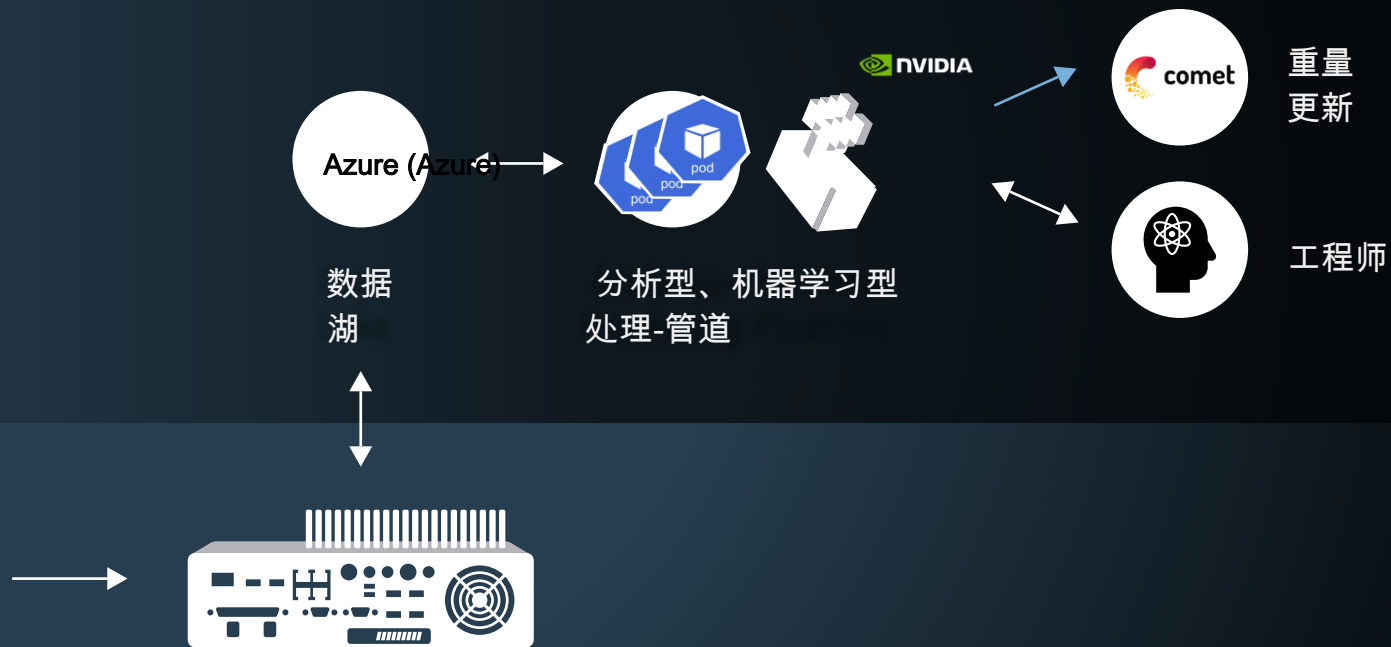 NVIDIA
comet
重量
更新
Azure (Azure)
pod
pod
pod
工程师
数据
湖
分析型、机器学习型
处理-管道